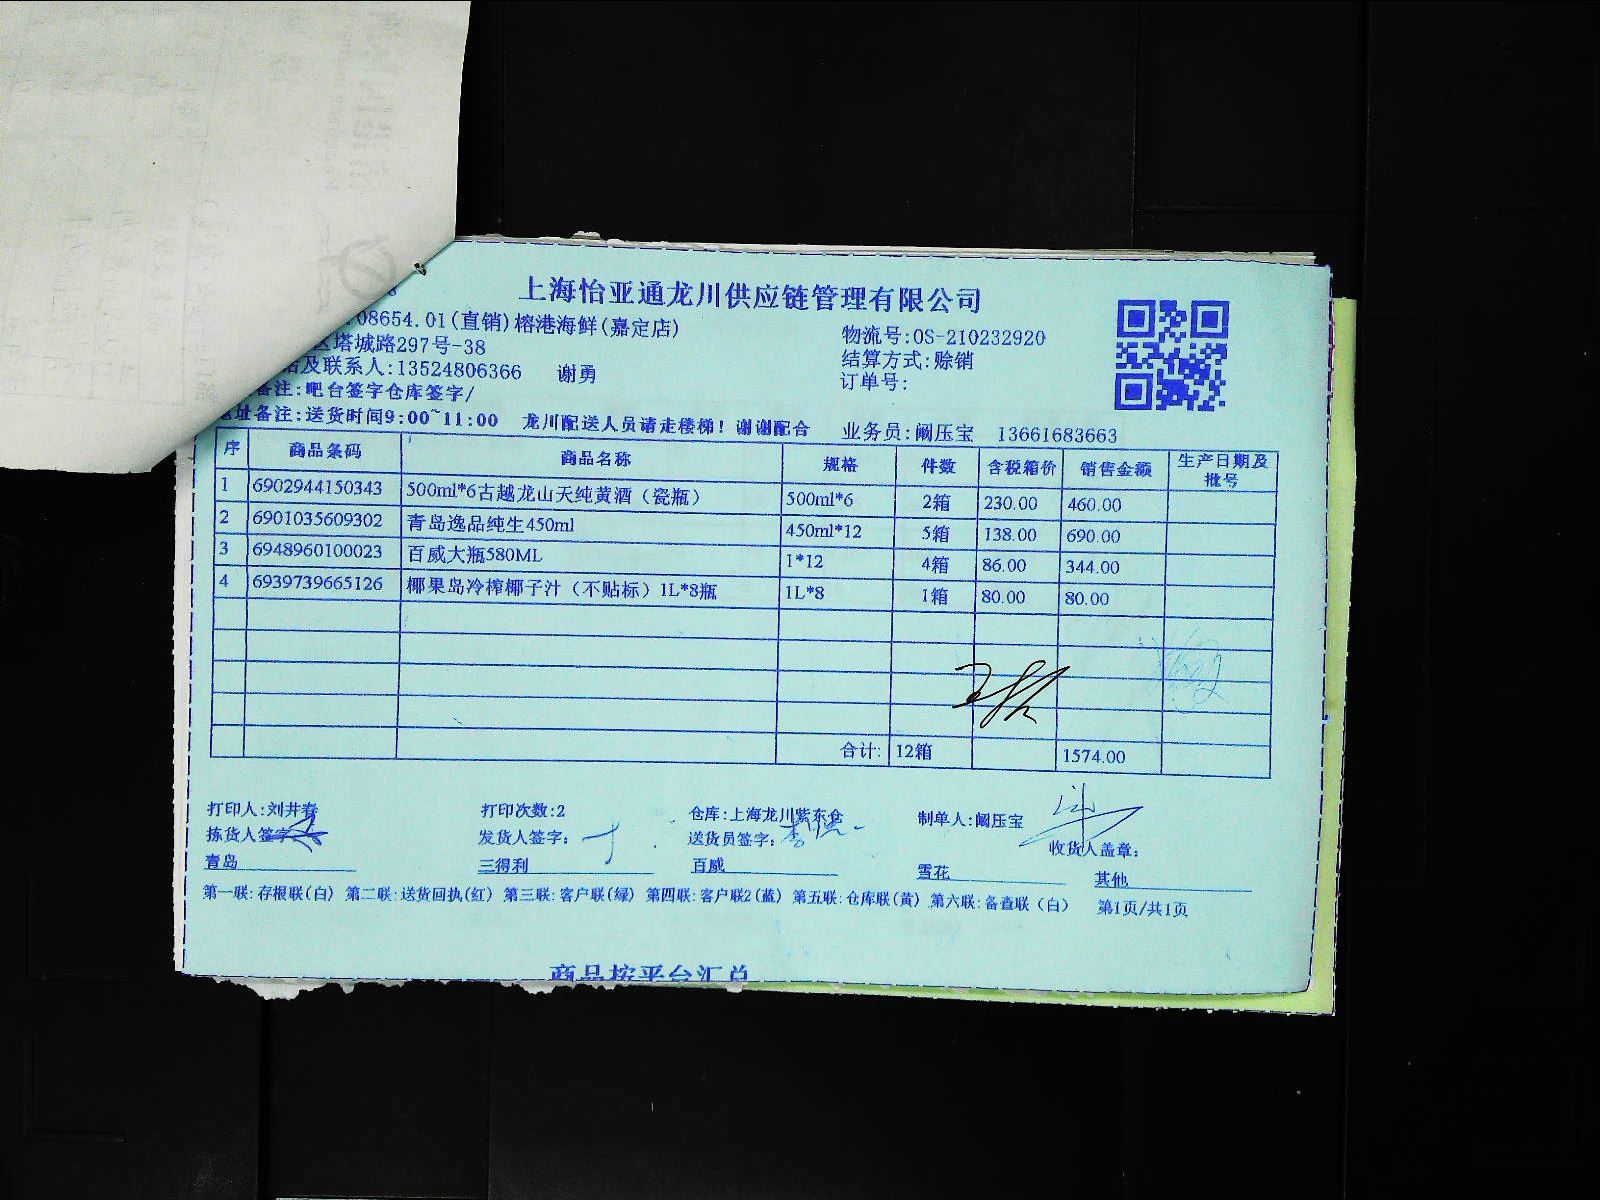 上海怡亚通龙川供应链管理有限公司
08654.01(直销)榕港海鲜(嘉定店)
物流号:OS-210232920
区塔城路297号-38
结算方式:赊销
及联系人:13524806366 谢勇
订单号:
备注:吧台签字仓库签字/
地址备注:送货时间9:00~11:00 龙川配送人员请走楼梯!谢谢配合 业务员:阚压宝 13661683663
序 商品条码 商品名称 规格 件数 含税箱价 销售金额 生产日期及批号
1 6902944150343 500ml*6古越龙山天纯黄酒（瓷瓶） 500ml*6 2箱 230.00 460.00
2 6901035609302 青岛逸品纯生450ml 450ml*12 5箱 138.00 690.00
3 6948960100023 百威大瓶580ML 1*12 4箱 86.00 344.00
4 6939739665126 椰果岛冷榨椰子汁（不贴标）1L*8瓶 1L*8 1箱 80.00 80.00
合计: 12箱 1574.00
打印人:刘井春 打印次数:2 仓库:上海龙川紫东仓 制单人:阚压宝
拣货人签字 发货人签字: 送货员签字: 收货人盖章:
青岛 三得利 百威 雪花 其他
第一联:存根联(白) 第二联:送货回执(红) 第三联:客户联(绿) 第四联:客户联2(蓝) 第五联:仓库联(黄) 第六联:备查联（白） 第1页/共1页
商品按平台汇总